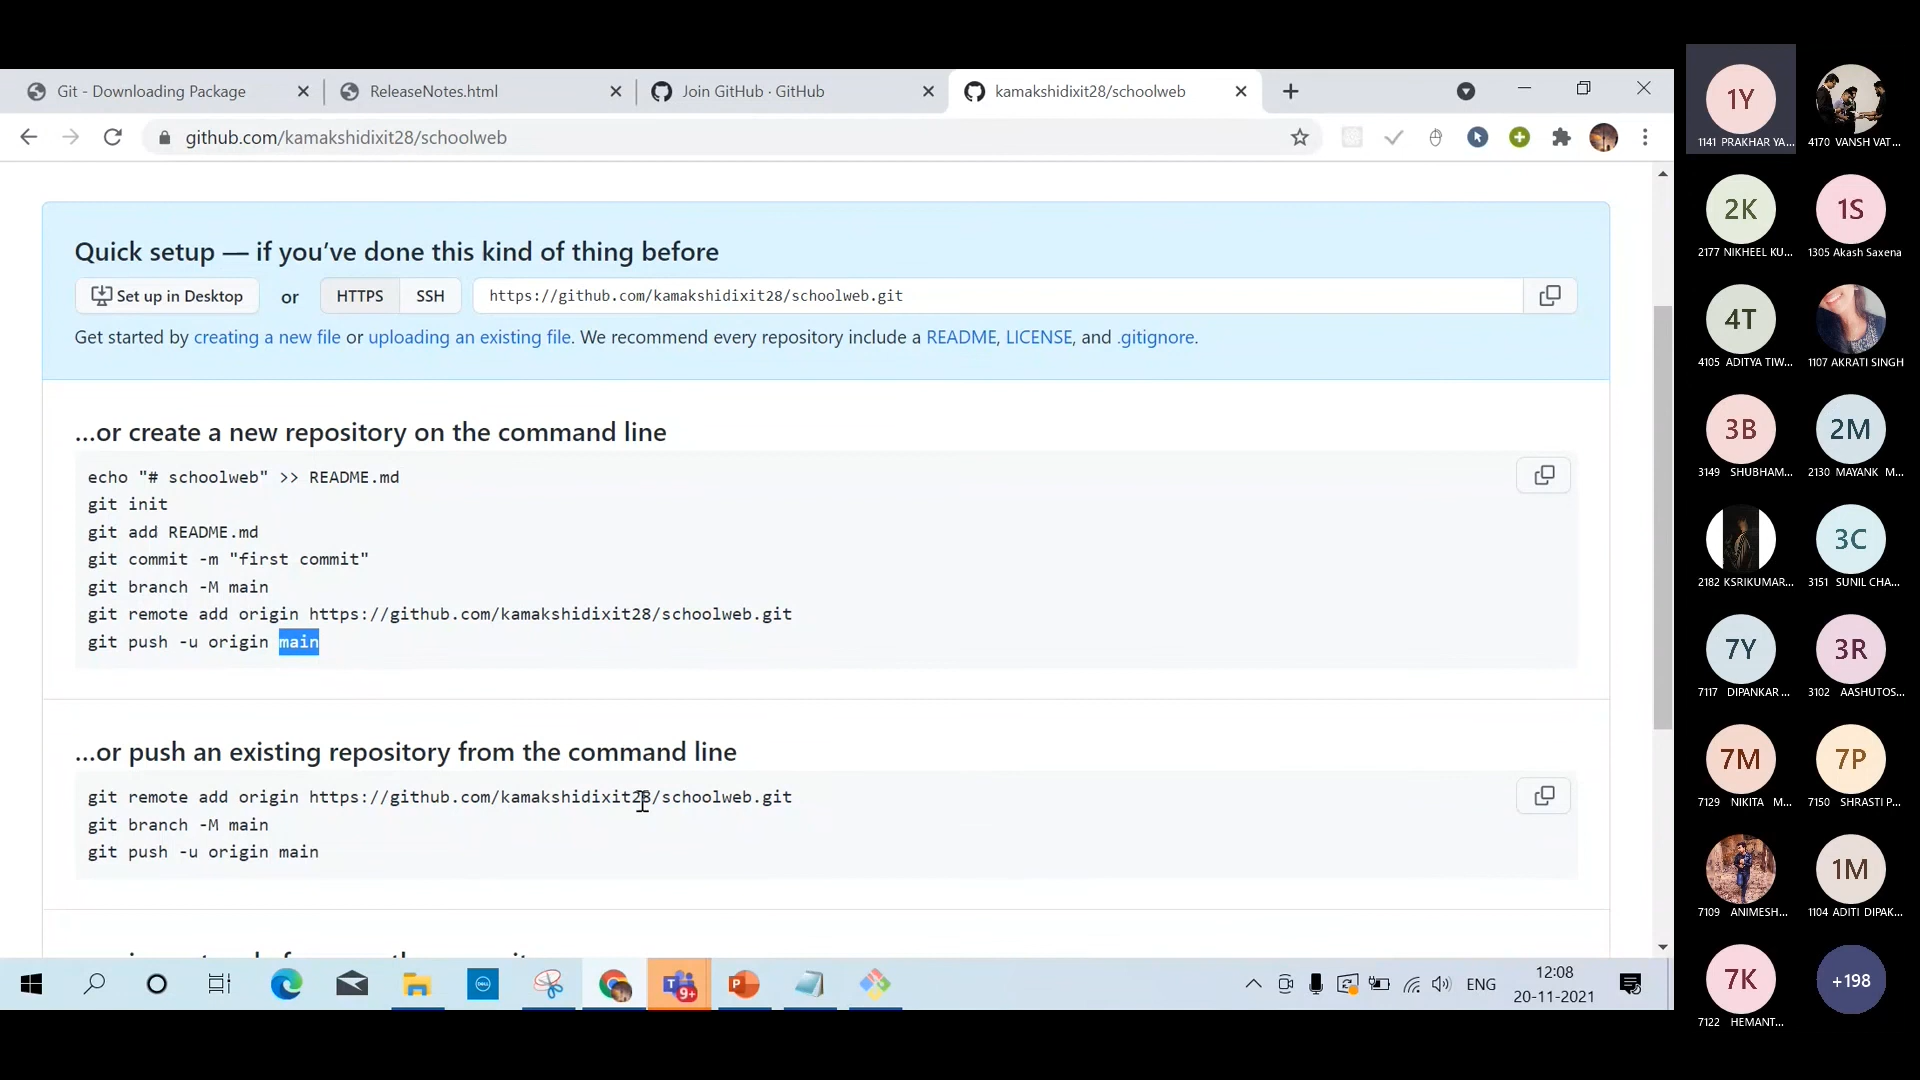 Git - Downloading Package
ReleaseNotes.html
Join GitHub · GitHub
kamakshidixit28/schoolweb
github.com/kamakshidixit28/schoolweb
Quick setup — if you've done this kind of thing before
Set up in Desktop or HTTPS SSH https://github.com/kamakshidixit28/schoolweb.git
Get started by creating a new file or uploading an existing file. We recommend every repository include a README, LICENSE, and .gitignore.
...or create a new repository on the command line
echo "# schoolweb" >> README.md
git init
git add README.md
git commit -m "first commit"
git branch -M main
git remote add origin https://github.com/kamakshidixit28/schoolweb.git
git push -u origin main
...or push an existing repository from the command line
git remote add origin https://github.com/kamakshidixit28/schoolweb.git
git branch -M main
git push -u origin main
DELL
T
9+
P
ENG
12:08
20-11-2021
1Y
1141 PRAKHAR YA...
4170 VANSH VAT...
2K
2177 NIKHEEL KU...
1S
1305 Akash Saxena
4T
4105 ADITYA TIW...
1107 AKRATI SINGH
3B
3149 SHUBHAM...
2M
2130 MAYANK M...
2182 KSRIKUMAR...
3C
3151 SUNIL CHA...
7Y
7117 DIPANKAR ...
3R
3102 AASHUTOS...
7M
7129 NIKITA M...
7P
7150 SHRASTI P...
7109 ANIMESH...
1M
1104 ADITI DIPAK...
7K
7122 HEMANT...
+198